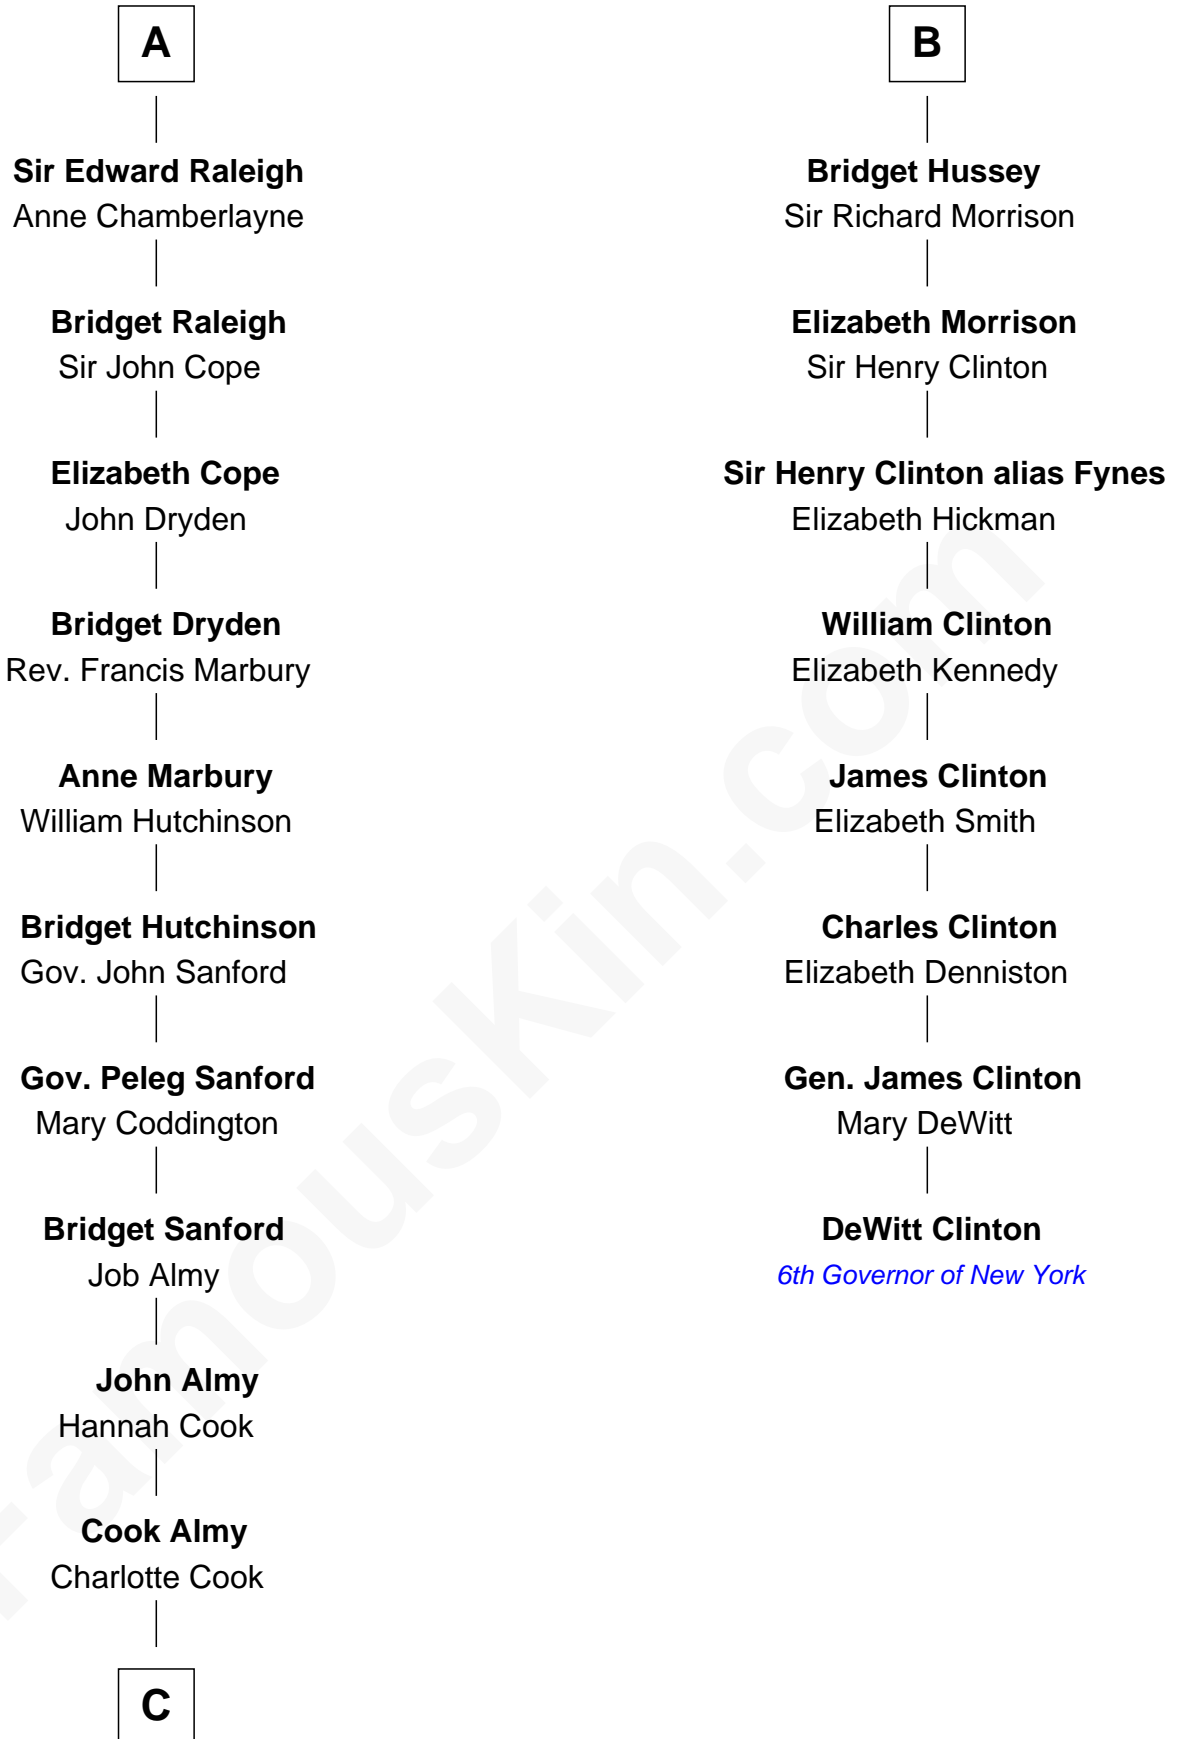 A
Sir Edward Raleigh
Anne Chamberlayne
Bridget Raleigh
Sir John Cope
Elizabeth Cope
John Dryden
Bridget Dryden
Rev. Francis Marbury
Anne Marbury
William Hutchinson
Bridget Hutchinson
Gov. John Sanford
Gov. Peleg Sanford
Mary Coddington
Bridget Sanford
Job Almy
John Almy
Hannah Cook
Cook Almy
Charlotte Cook
C
B
Bridget Hussey
Sir Richard Morrison
Elizabeth Morrison
Sir Henry Clinton
Sir Henry Clinton alias Fynes
Elizabeth Hickman
William Clinton
Elizabeth Kennedy
James Clinton
Elizabeth Smith
Charles Clinton
Elizabeth Denniston
Gen. James Clinton
Mary DeWitt
DeWitt Clinton
6th Governor of New York
FamousKin.com